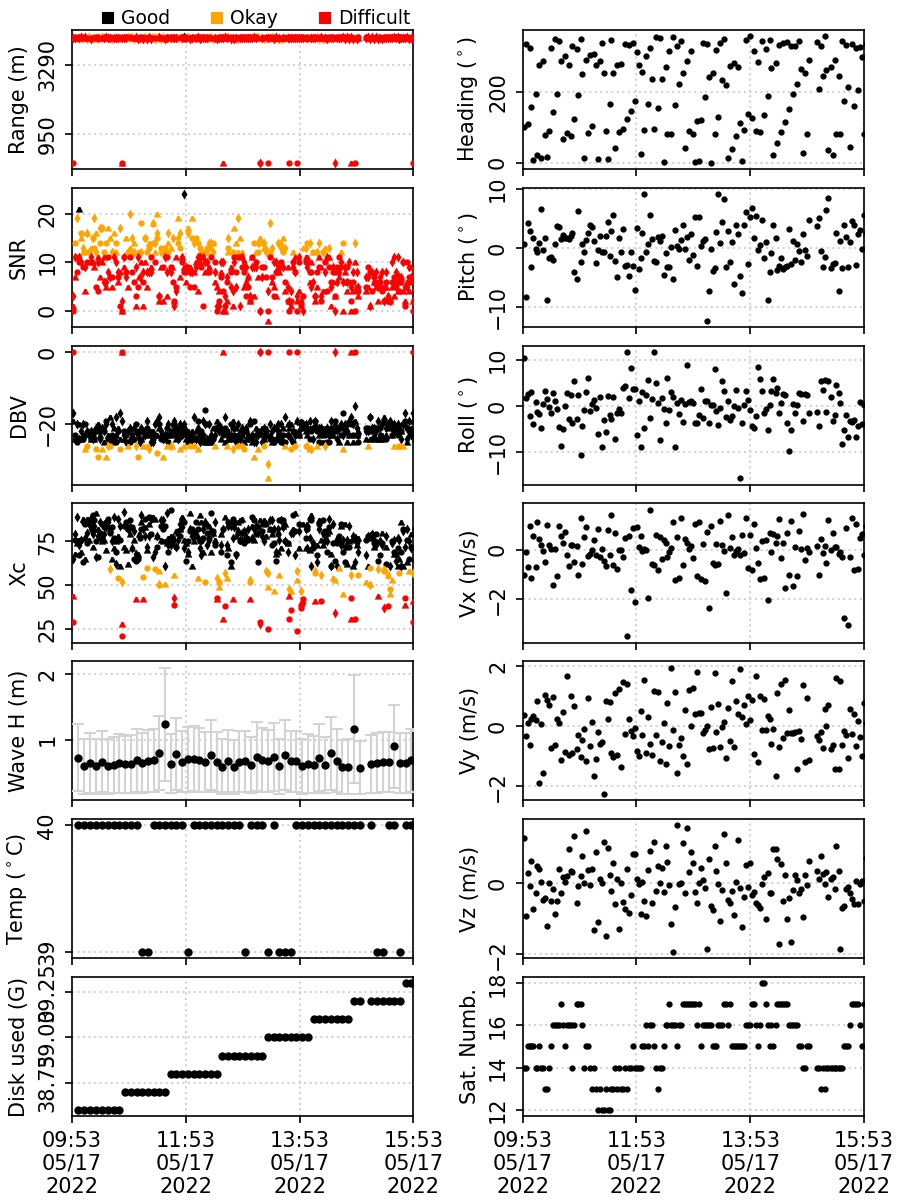 Good Okay Difficult
Range (m)
3290
950
Heading (°)
200
0
SNR
20
10
0
Pitch (°)
10
0
−10
DBV
0
−20
Roll (°)
10
0
−10
Xc
75
50
25
Vx (m/s)
0
−2
Wave H (m)
2
1
Vy (m/s)
2
0
−2
Temp (°C)
40
39
Vz (m/s)
0
−2
Disk used (G)
39.25
39.00
38.75
Sat. Numb.
18
16
14
12
09:53 11:53 13:53 15:53
05/17 05/17 05/17 05/17
2022 2022 2022 2022
09:53 11:53 13:53 15:53
05/17 05/17 05/17 05/17
2022 2022 2022 2022